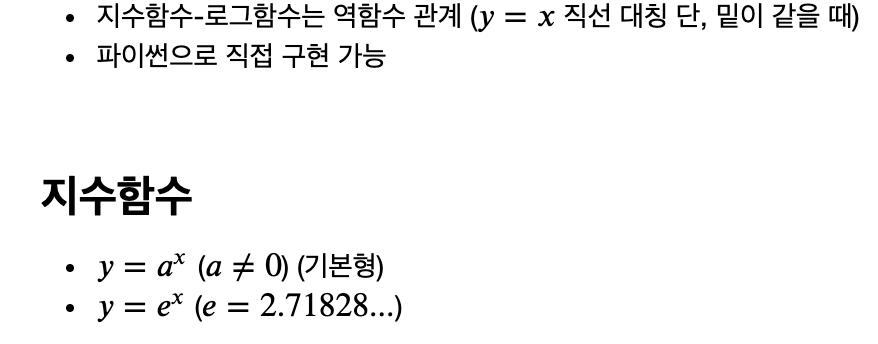 • 지수함수-로그함수는 역함수 관계 (y = x 직선 대칭 단, 밑이 같을 때)
• 파이썬으로 직접 구현 가능
지수함수
• y = aˣ (a ≠ 0) (기본형)
• y = eˣ (e = 2.71828...)